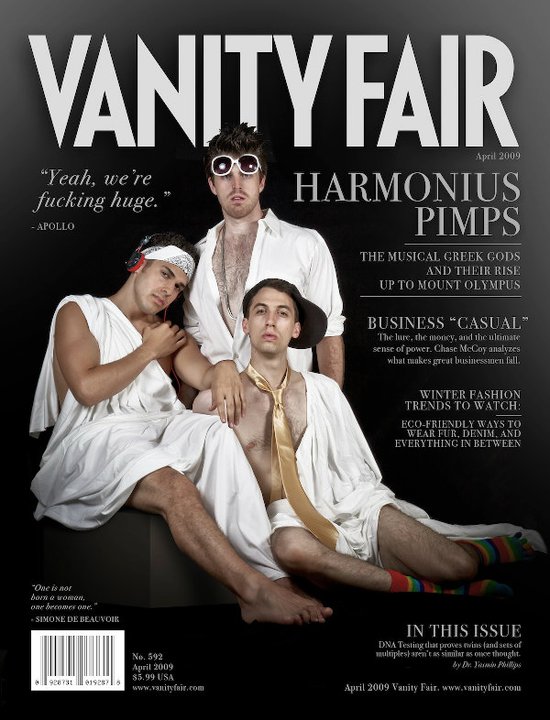 VANITY FAIR
April 2009
“Yeah, we’re
fucking huge.”
- APOLLO
HARMONIUS
PIMPS
THE MUSICAL GREEK GODS
AND THEIR RISE
UP TO MOUNT OLYMPUS
BUSINESS “CASUAL”
The lure, the money, and the ultimate
sense of power. Chase McCoy analyzes
what makes great businessmen fall.
WINTER FASHION
TRENDS TO WATCH:
ECO-FRIENDLY WAYS TO
WEAR FUR, DENIM, AND
EVERYTHING IN BETWEEN
“One is not
born a woman,
one becomes one.”
- SIMONE DE BEAUVOIR
No. 592
April 2009
$5.99 USA
www.vanityfair.com
IN THIS ISSUE
DNA Testing that proves twins (and sets of
multiples) aren’t as similar as once thought.
by Dr. Yasmin Phillips
April 2009 Vanity Fair. www.vanityfair.com